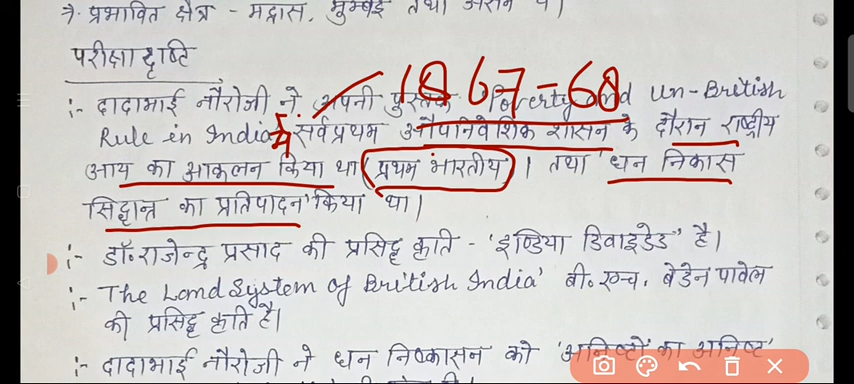 प्रभावित क्षेत्र - मद्रास, मुम्बई तथा असम थे।
परीक्षा दृष्टि
1867-68
:- दादाभाई नौरोजी ने अपनी पुस्तक 'Poverty and Un-British
Rule in India में सर्वप्रथम औपनिवेशिक शासन के दौरान राष्ट्रीय
आय का आकलन किया था (प्रथम भारतीय)। तथा 'धन निकास
सिद्धान्त का प्रतिपादन' किया था।
:- डॉ. राजेन्द्र प्रसाद की प्रसिद्ध कृति - 'इण्डिया डिवाइडेड' है।
:- The Land System of British India' बी. एच. बेडेन पावेल
की प्रसिद्ध कृति है।
:- दादाभाई नौरोजी ने धन निष्कासन को 'अनिष्टों का अनिष्ट'